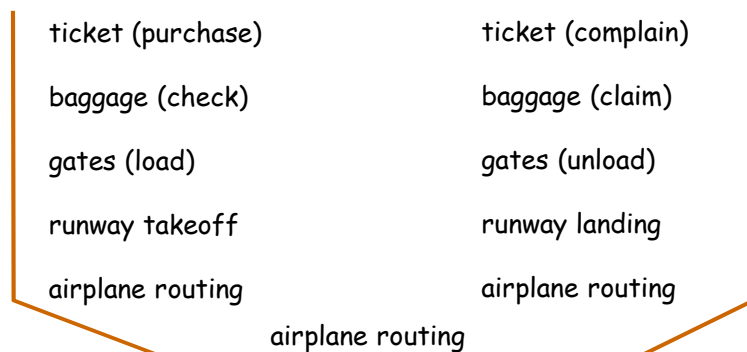 ticket (purchase)
baggage (check)
gates (load)
runway takeoff
airplane routing
ticket (complain)
baggage (claim)
gates (unload)
runway landing
airplane routing
airplane routing